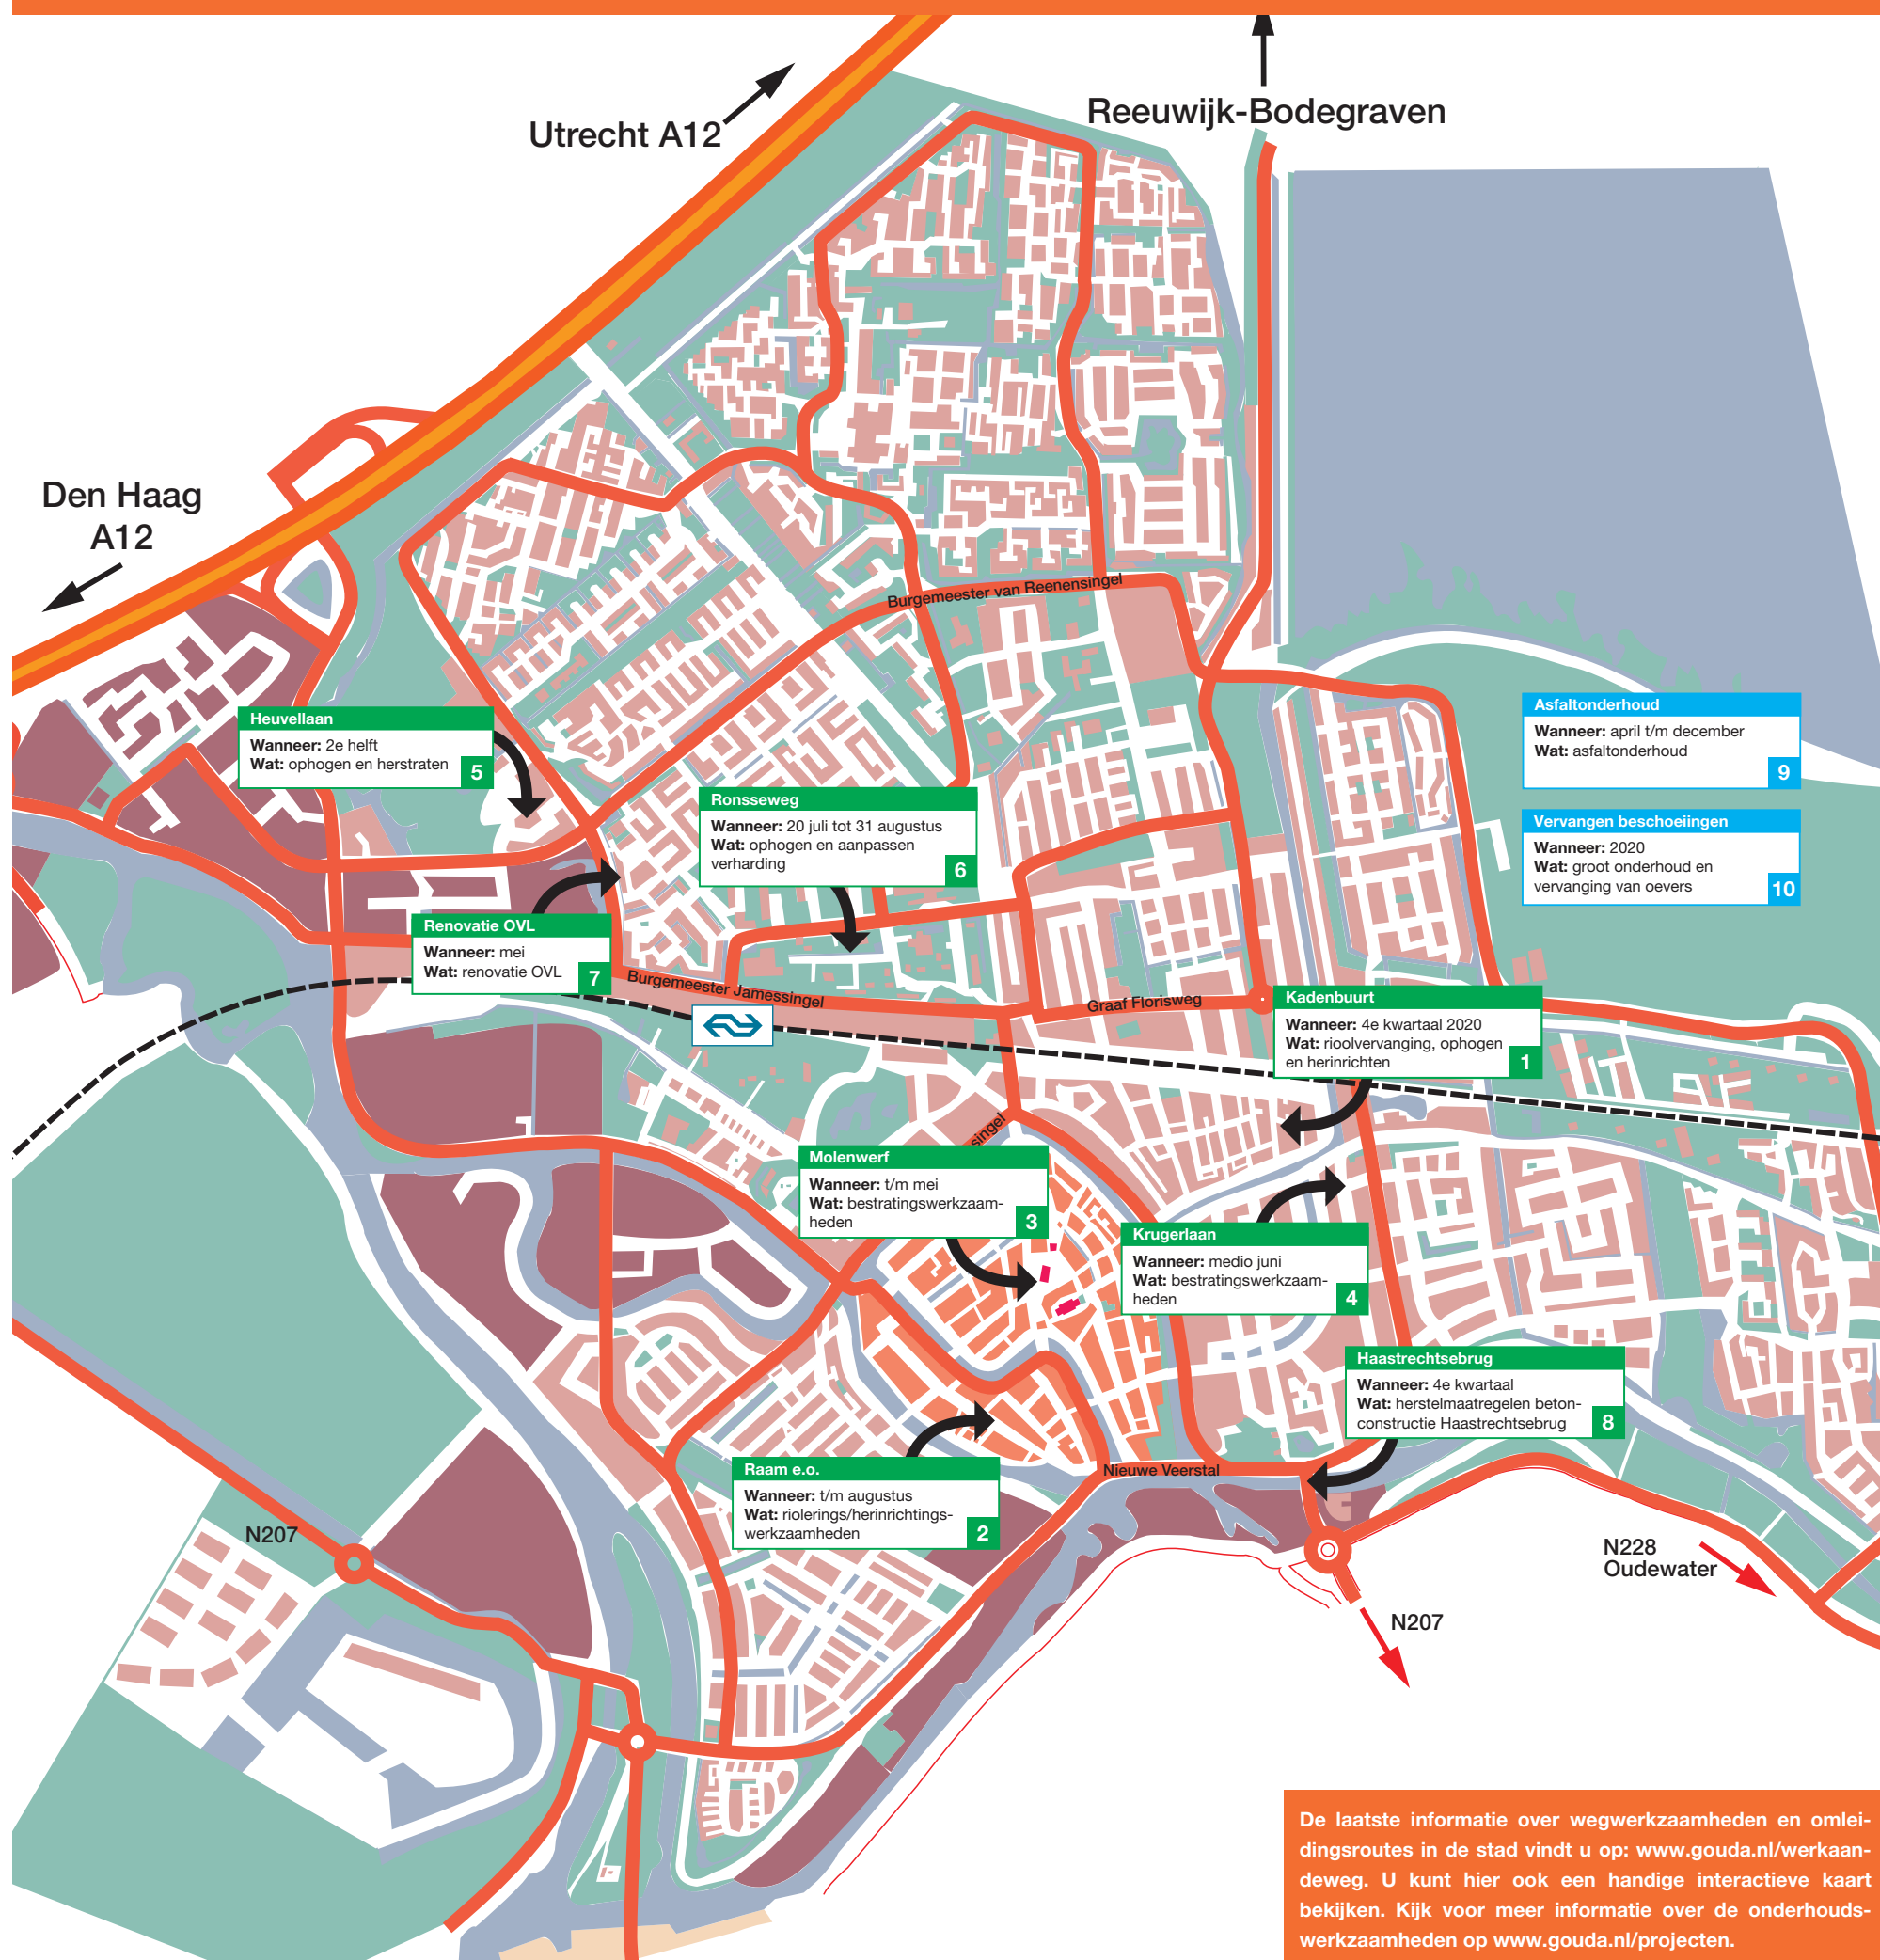 Reeuwijk-Bodegraven
Utrecht A12
Den Haag
A12
Burgemeester van Reenensingel
Heuvellaan
Wanneer: 2e helft
Wat: ophogen en herstraten
5
Asfaltonderhoud
Wanneer: april t/m december
Wat: asfaltonderhoud
9
Ronsseweg
Wanneer: 20 juli tot 31 augustus
Wat: ophogen en aanpassen
verharding
6
Vervangen beschoeiingen
Wanneer: 2020
Wat: groot onderhoud en
vervanging van oevers
10
Renovatie OVL
Wanneer: mei
Wat: renovatie OVL
7
Burgemeester Jamessingel
Graaf Florisweg
Kadenbuurt
Wanneer: 4e kwartaal 2020
Wat: rioolvervanging, ophogen
en herinrichten
1
singel
Molenwerf
Wanneer: t/m mei
Wat: bestratingswerkzaam-
heden
3
Krugerlaan
Wanneer: medio juni
Wat: bestratingswerkzaam-
heden
4
Haastrechtsebrug
Wanneer: 4e kwartaal
Wat: herstelmaatregelen beton-
constructie Haastrechtsebrug
8
Raam e.o.
Wanneer: t/m augustus
Wat: riolerings/herinrichtings-
werkzaamheden
2
Nieuwe Veerstal
N207
N228
Oudewater
N207
De laatste informatie over wegwerkzaamheden en omlei-
dingsroutes in de stad vindt u op: www.gouda.nl/werkaan-
deweg. U kunt hier ook een handige interactieve kaart
bekijken. Kijk voor meer informatie over de onderhouds-
werkzaamheden op www.gouda.nl/projecten.